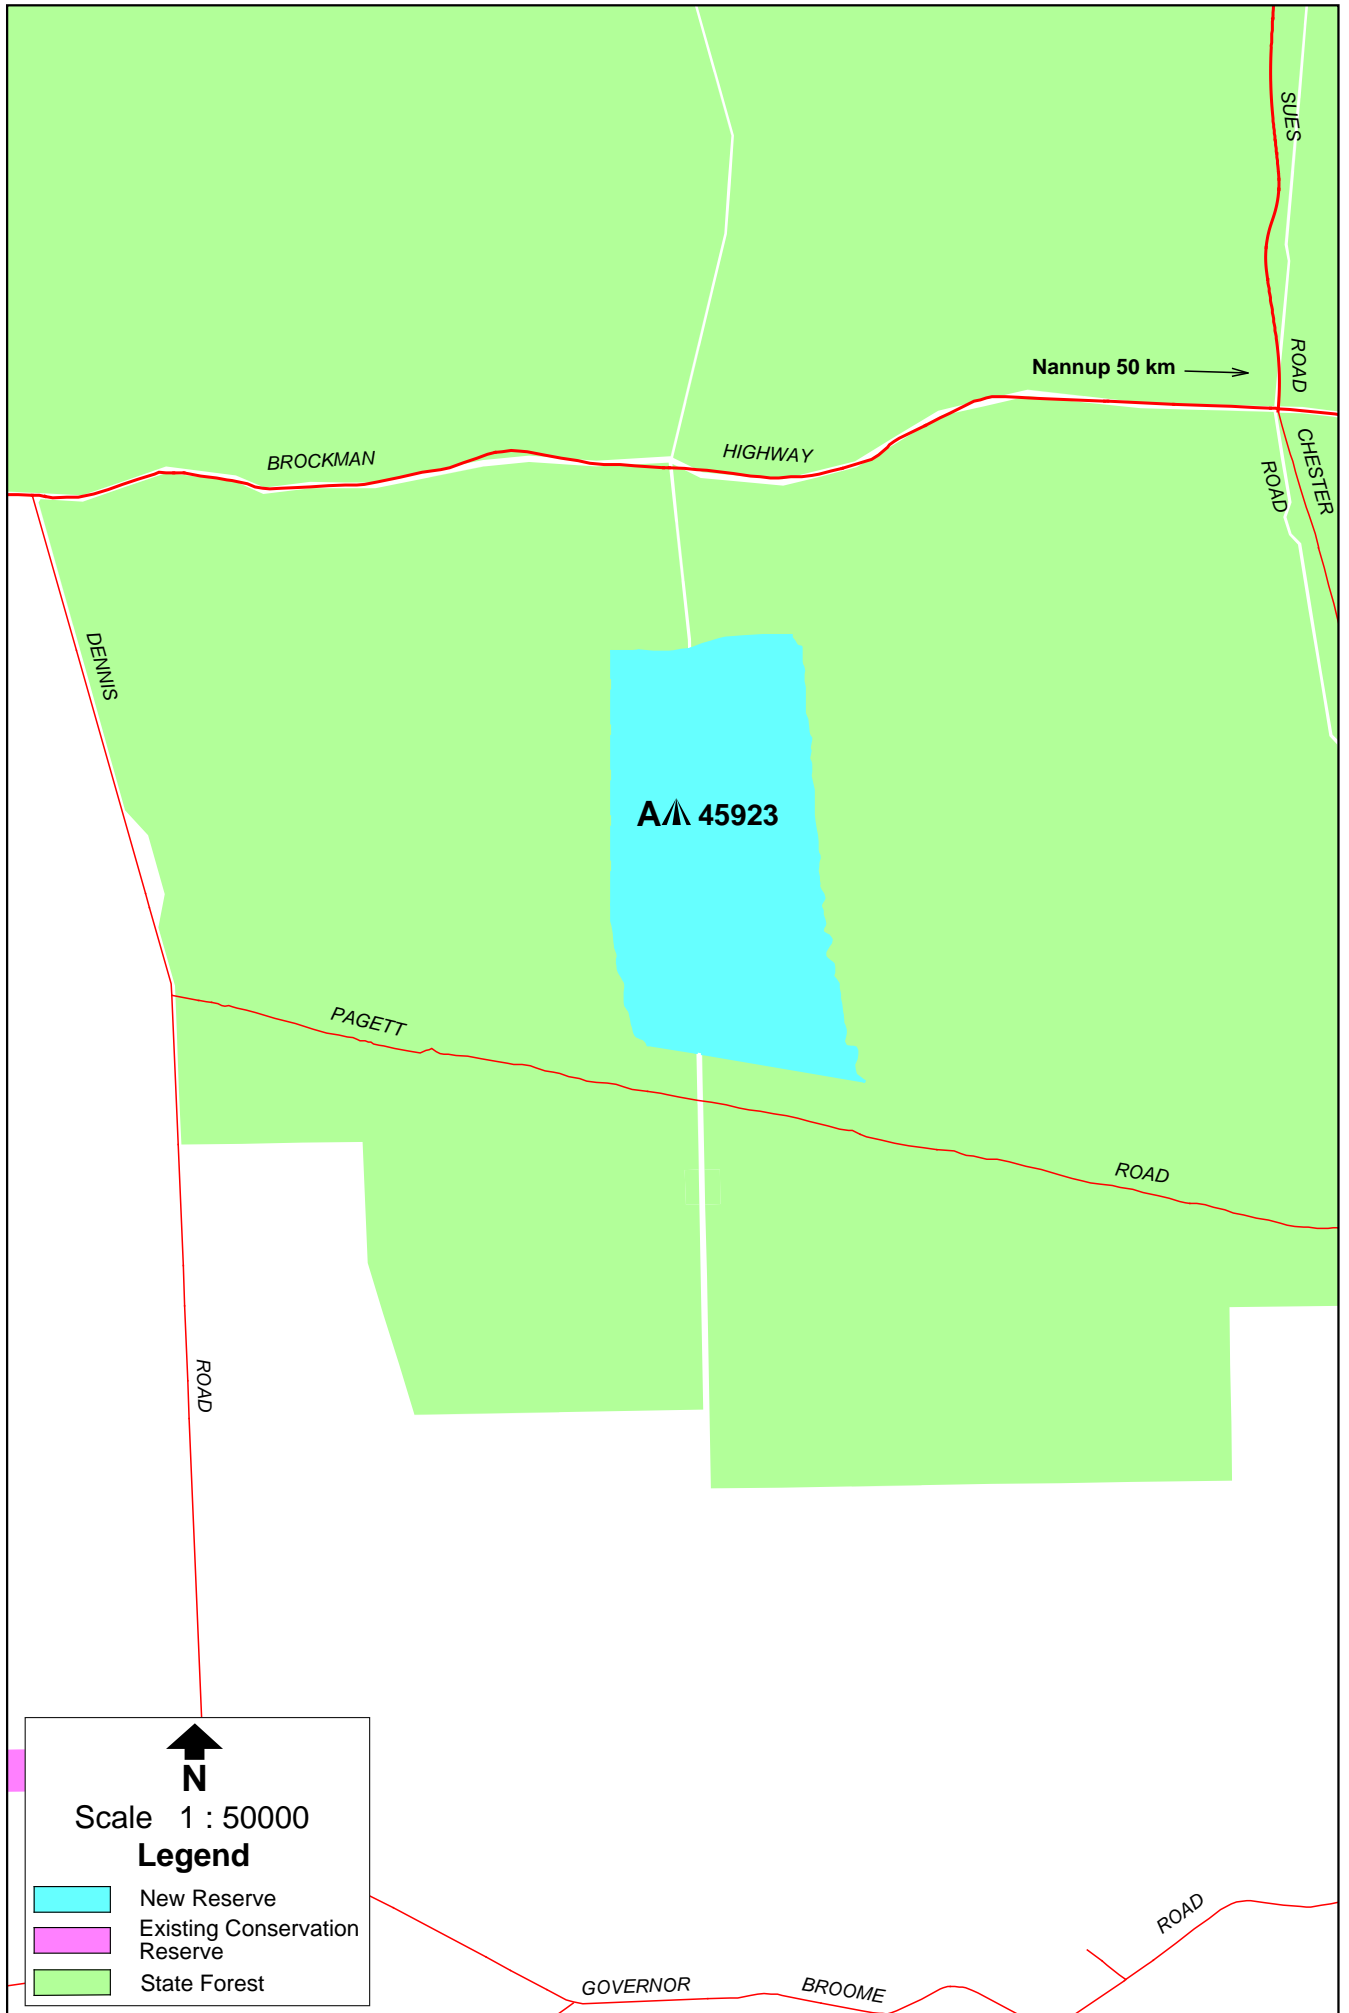 SUES
ROAD
Nannup 50 km
BROCKMAN
HIGHWAY
CHESTER
ROAD
DENNIS
A 45923
PAGETT
ROAD
ROAD
N
Scale 1 : 50000
Legend
New Reserve
Existing Conservation
Reserve
State Forest
ROAD
GOVERNOR
BROOME